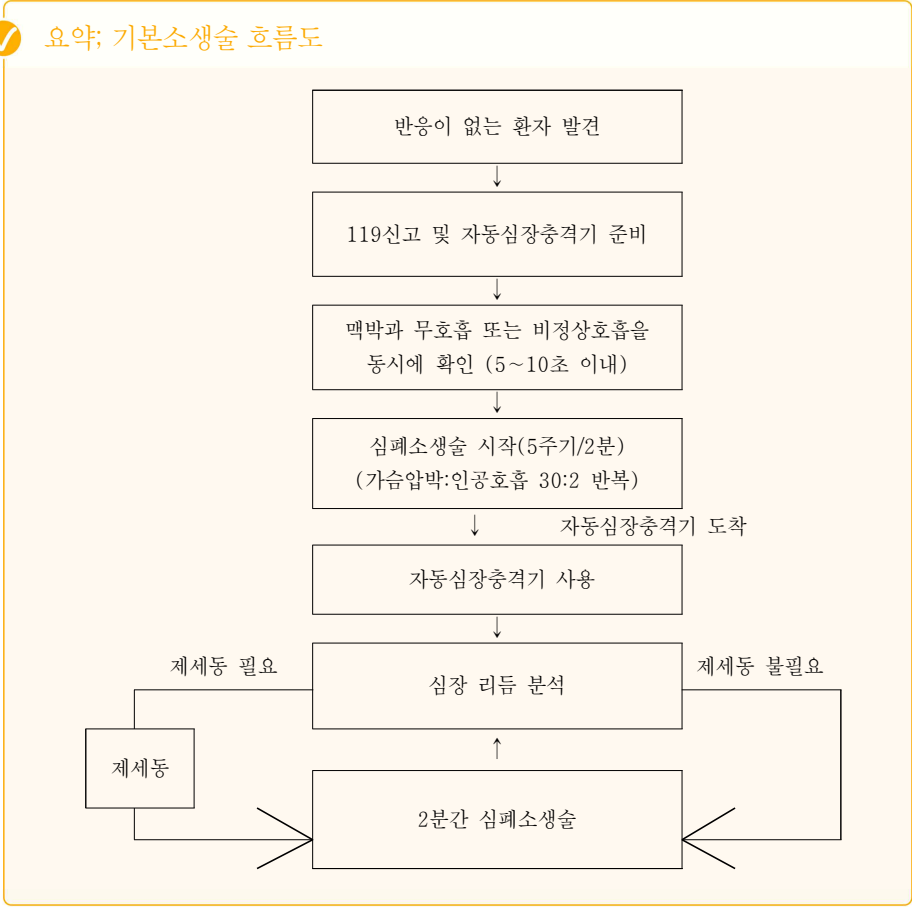 요약; 기본소생술 흐름도
반응이 없는 환자 발견
↓
119신고 및 자동심장충격기 준비
↓
맥박과 무호흡 또는 비정상호흡을
동시에 확인 (5~10초 이내)
↓
심폐소생술 시작(5주기/2분)
(가슴압박:인공호흡 30:2 반복)
↓ 자동심장충격기 도착
자동심장충격기 사용
↓
제세동 필요
심장 리듬 분석
제세동 불필요
↑
제세동
2분간 심폐소생술